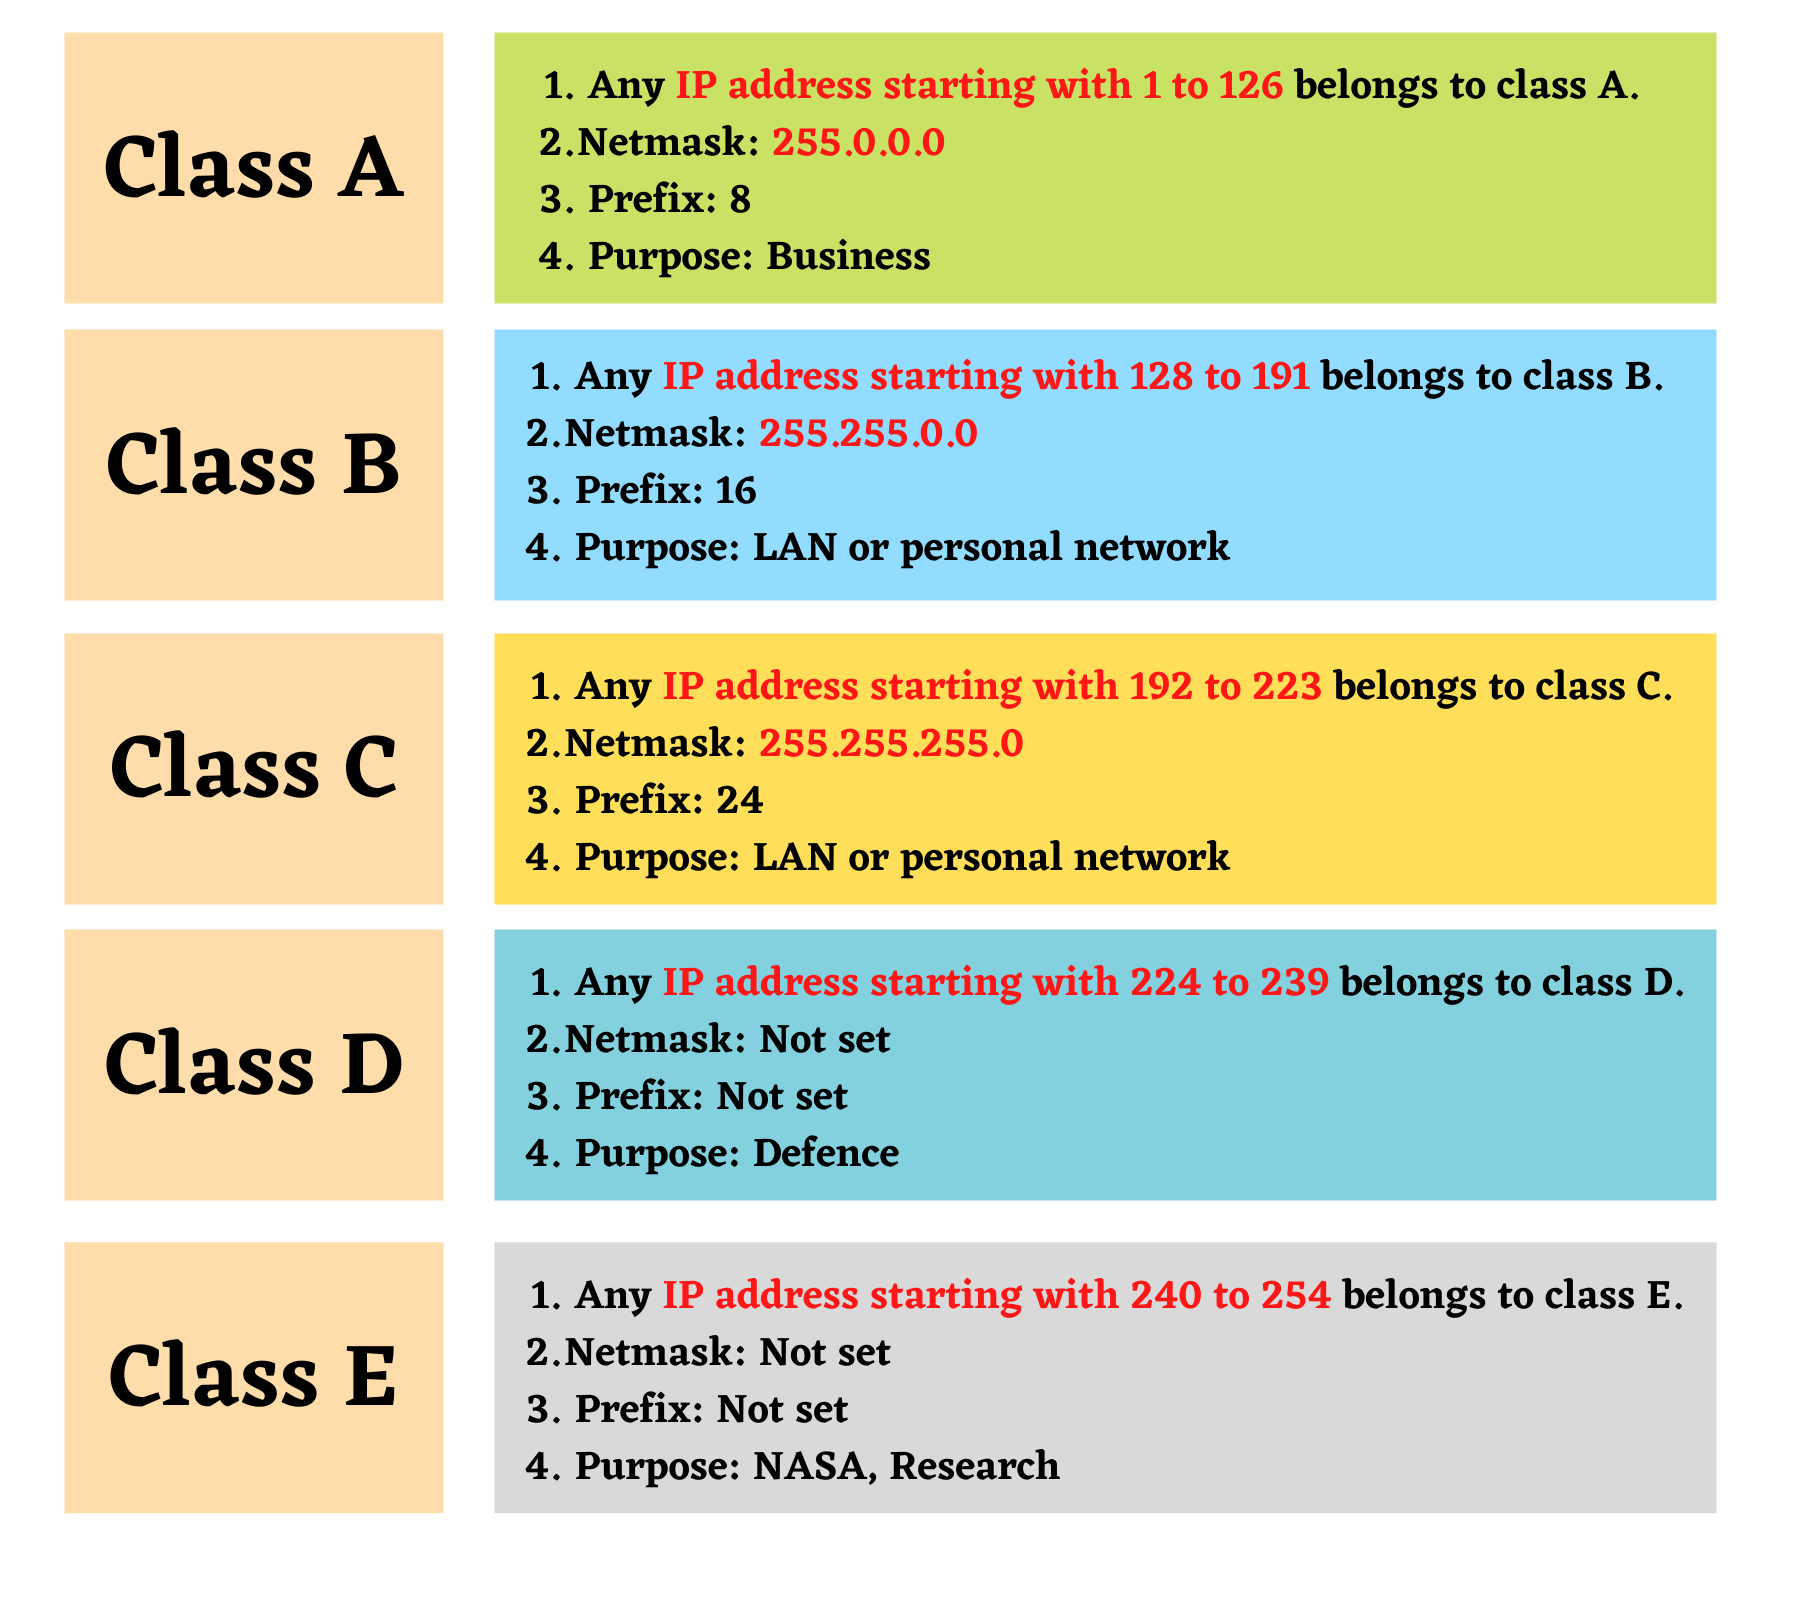 Class A
1. Any IP address starting with 1 to 126 belongs to class A.
2.Netmask: 255.0.0.0
3. Prefix: 8
4. Purpose: Business
Class B
1. Any IP address starting with 128 to 191 belongs to class B.
2.Netmask: 255.255.0.0
3. Prefix: 16
4. Purpose: LAN or personal network
Class C
1. Any IP address starting with 192 to 223 belongs to class C.
2.Netmask: 255.255.255.0
3. Prefix: 24
4. Purpose: LAN or personal network
Class D
1. Any IP address starting with 224 to 239 belongs to class D.
2.Netmask: Not set
3. Prefix: Not set
4. Purpose: Defence
Class E
1. Any IP address starting with 240 to 254 belongs to class E.
2.Netmask: Not set
3. Prefix: Not set
4. Purpose: NASA, Research